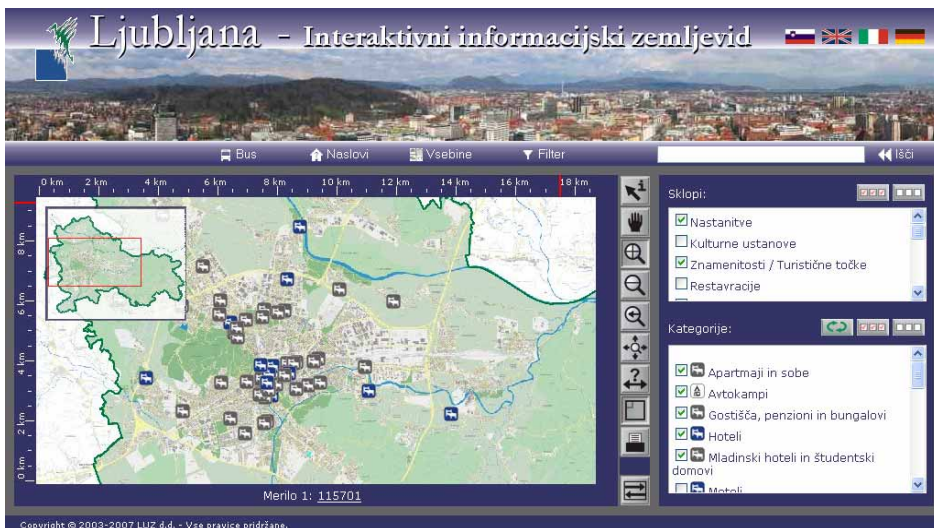 Ljubljana - Interaktivni informacijski zemljevid
Bus Naslovi Vsebine Filter Išči
0 km 2 km 4 km 6 km 8 km 10 km 12 km 14 km 16 km 18 km
8 km
6 km
4 km
2 km
0 km
Merilo 1: 115701
Sklopi:
Nastanitve
Kulturne ustanove
Znamenitosti / Turistične točke
Restavracije
Kategorije:
Apartmaji in sobe
Avtokampi
Gostišča, penzioni in bungalovi
Hoteli
Mladinski hoteli in študentski
domovi
Moteli
Copyright © 2003-2007 LUZ d.d. - Vse pravice pridržane.